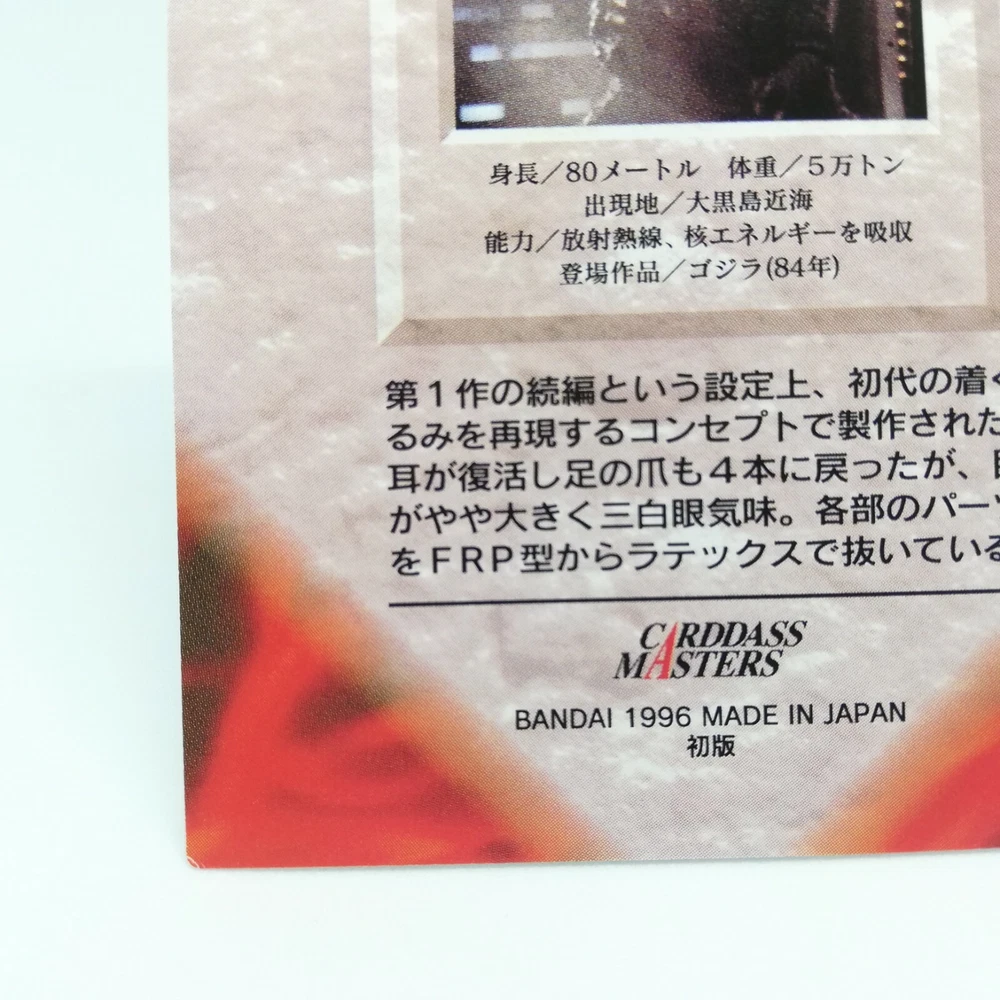 身長/80メートル 体重/5万トン
出現地/大黒島近海
能力/放射熱線、核エネルギーを吸収
登場作品/ゴジラ(84年)
第1作の続編という設定上、初代の着ぐ
るみを再現するコンセプトで製作された
耳が復活し足の爪も4本に戻ったが、
がやや大きく三白眼気味。各部のパーツ
をFRP型からラテックスで抜いている
CARDDASS
MASTERS
BANDAI 1996 MADE IN JAPAN
初版